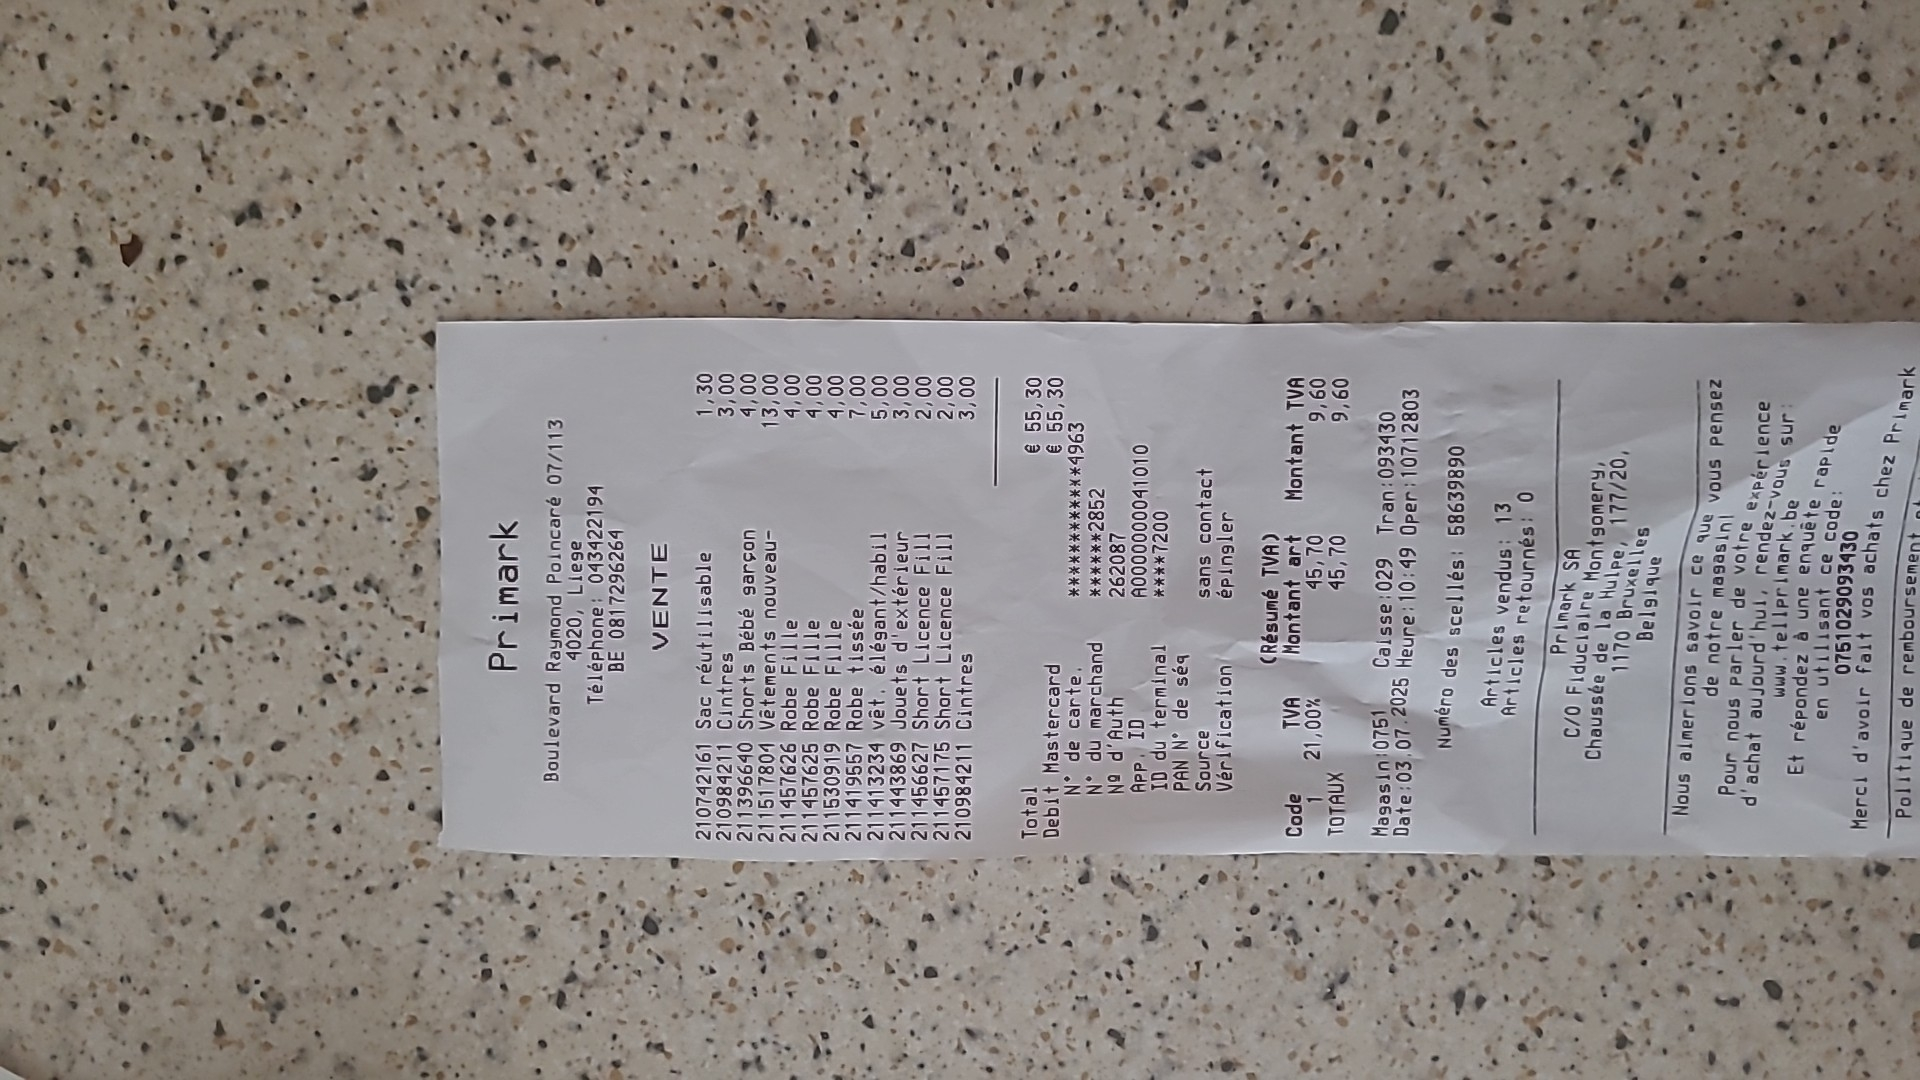 Primark
Boulevard Raymond Poincaré 07/113
4020, Liege
Téléphone: 043422194
BE 0817296264
VENTE
210742161 Sac réutilisable 1,30
210984211 Cintres 3,00
211396640 Shorts Bébé garçon 4,00
211517804 Vêtements nouveau- 13,00
211457626 Robe Fille 4,00
211457625 Robe Fille 4,00
211530919 Robe Fille 4,00
211419557 Robe tissée 7,00
211413234 vêt. élégant/habil 5,00
211443869 Jouets d'extérieur 3,00
211456627 Short Licence Fill 2,00
211457175 Short Licence Fill 2,00
210984211 Cintres 3,00
Total € 55,30
Debit Mastercard € 55,30
N° de carte. ************4963
N° du marchand ******2852
Nº d'Auth 262087
App. ID A0000000041010
ID du terminal ****7200
PAN N° de séq
Source sans contact
Vérification épingler
(Résumé TVA)
Code TVA Montant art Montant TVA
1 21,00% 45,70 9,60
TOTAUX 45,70 9,60
Magasin:0751 Caisse:029 Tran:093430
Date:03.07.2025 Heure:10:49 Oper:10712803
Numéro des scellés: 58639890
Articles vendus: 13
Articles retournés: 0
Primark SA
C/O Fiduciaire Montgomery,
Chaussée de la Hulpe, 177/20,
1170 Bruxelles
Belgique
Nous aimerions savoir ce que vous pensez
de notre magasin!
Pour nous parler de votre expérience
d'achat aujourd'hui, rendez-vous sur:
www.tellprimark.be
Et répondez à une enquête rapide
en utilisant ce code:
0751029093430
Merci d'avoir fait vos achats chez Primark
Politique de remboursement